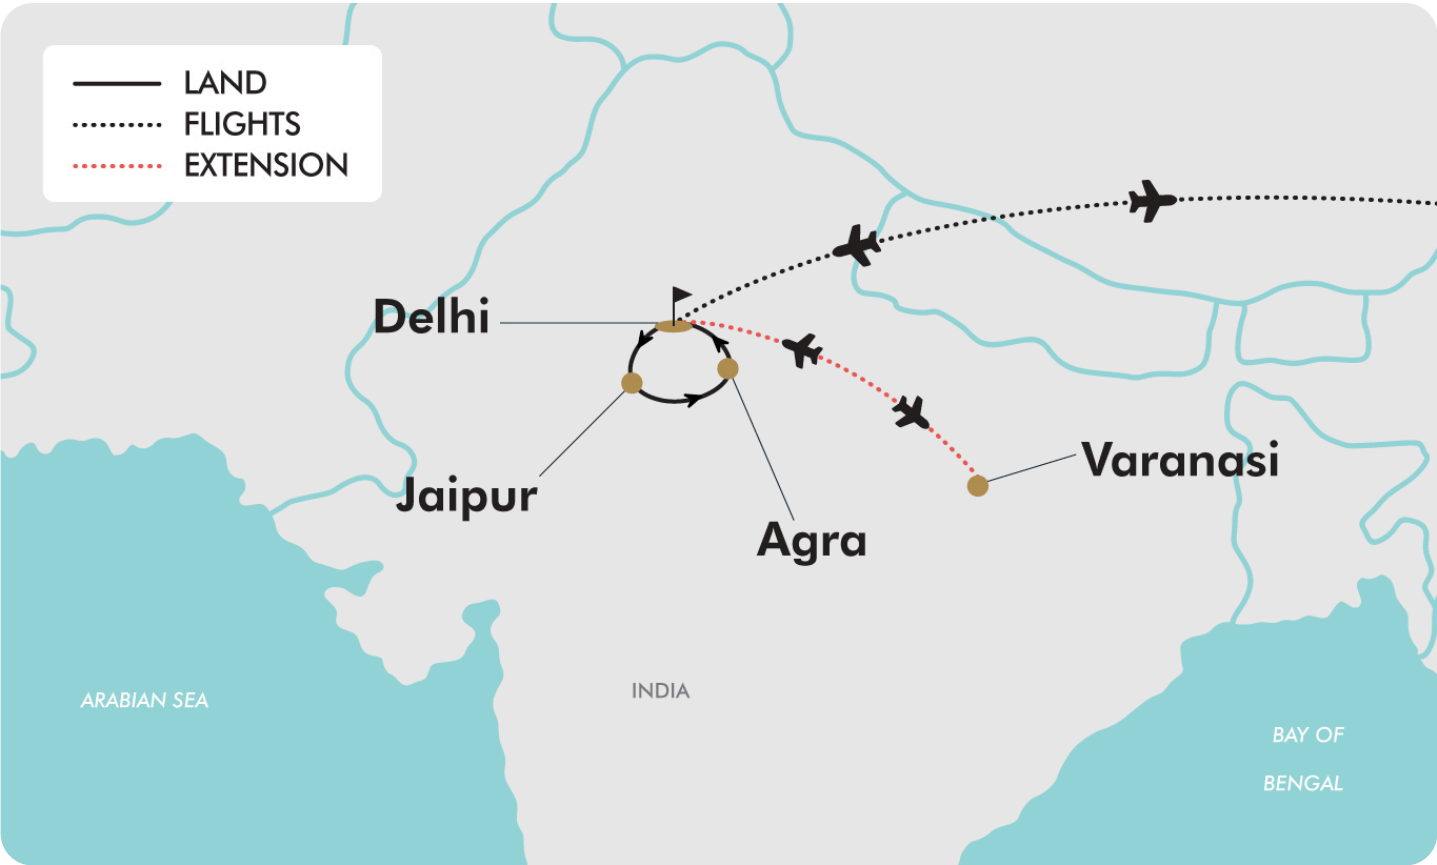 LAND
FLIGHTS
EXTENSION
Delhi
Varanasi
Jaipur
Agra
INDIA
ARABIAN SEA
BAY OF
BENGAL